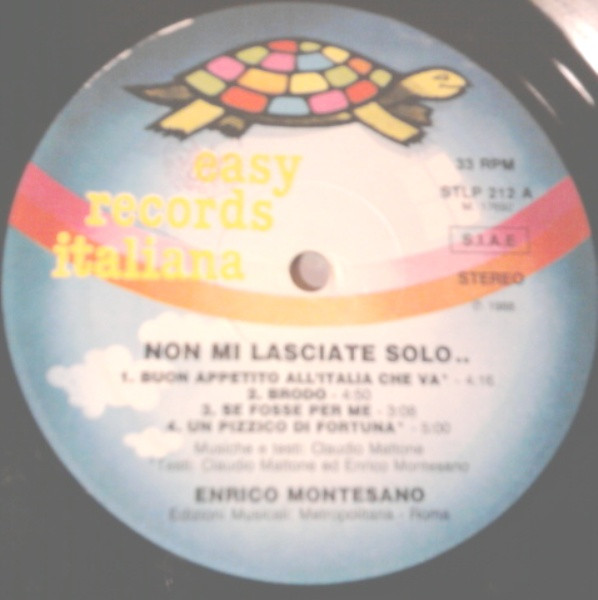 easy
records
italiana
33 RPM
STLP 212 A
S.I.A.E
STEREO
℗ 1988
NON MI LASCIATE SOLO..
1. BUON APPETITO ALL'ITALIA CHE VA* - 4:16
2. BRODO - 4:50
3. SE FOSSE PER ME - 3:08
4. UN PIZZICO DI FORTUNA* - 5:00
Musiche e testi: Claudio Mattone
*Testi: Claudio Mattone ed Enrico Montesano
ENRICO MONTESANO
Edizioni Musicali: Metropolitana - Roma